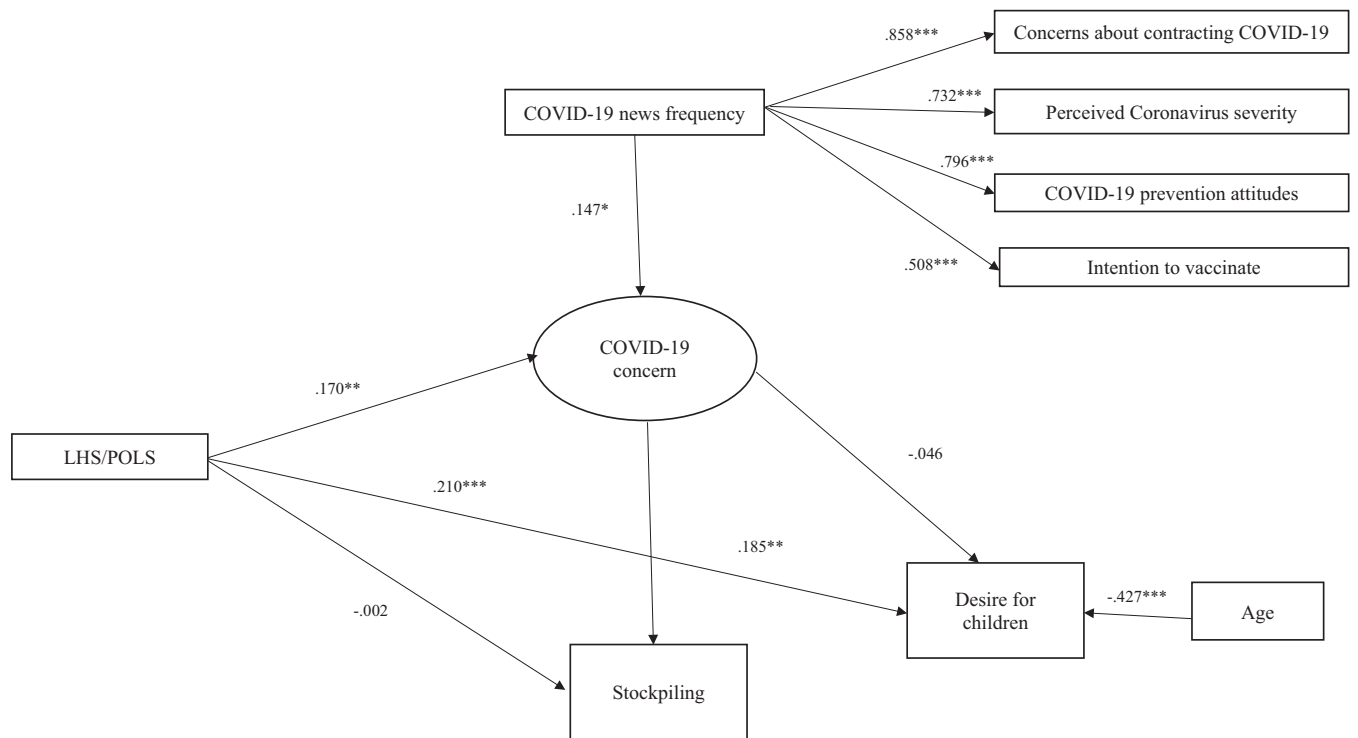 Concerns about contracting COVID-19
.858***
COVID-19 news frequency
.732***
Perceived Coronavirus severity
.796***
COVID-19 prevention attitudes
.147*
.508***
Intention to vaccinate
COVID-19
concern
.170**
LHS/POLS
-.046
.210***
.185**
-.002
Desire for
children
-.427***
Age
Stockpiling